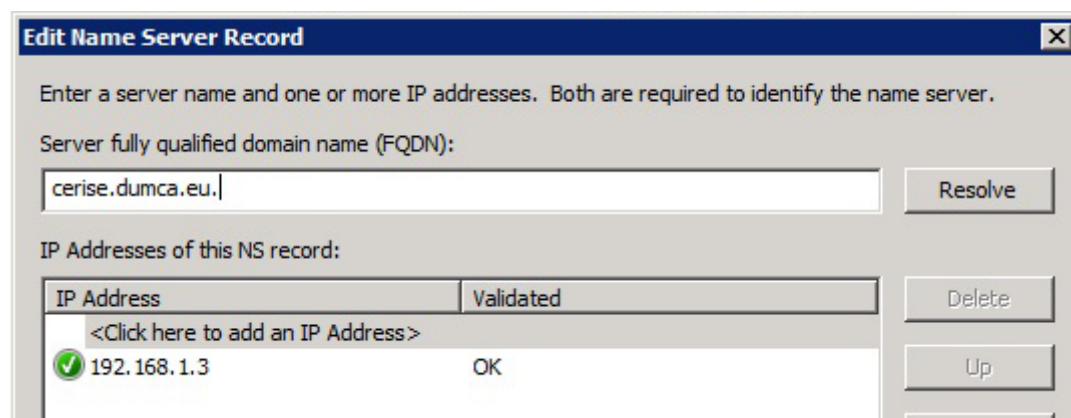 Edit Name Server Record
Enter a server name and one or more IP addresses.  Both are required to identify the name server.
Server fully qualified domain name (FQDN):
cerise.dumca.eu.
Resolve
IP Addresses of this NS record:
IP Address Validated
Delete
<Click here to add an IP Address>
192.168.1.3 OK
Up